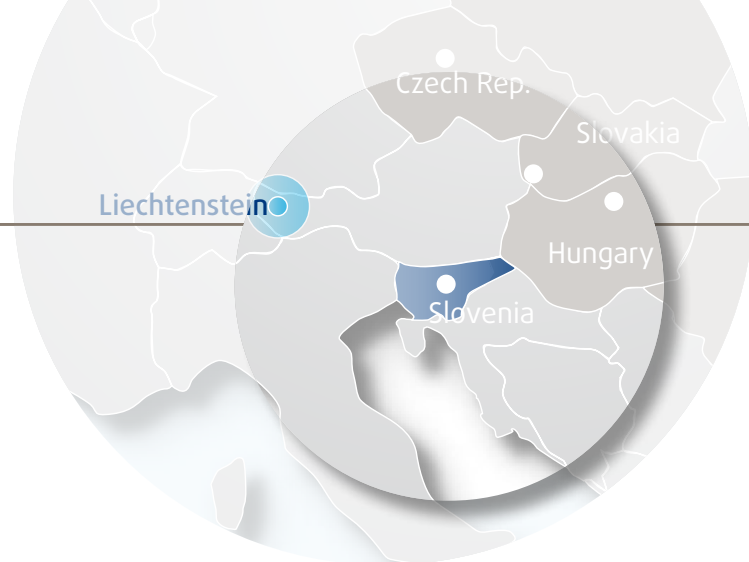 Czech Rep.
Slovakia
Liechtenstein
Hungary
Slovenia